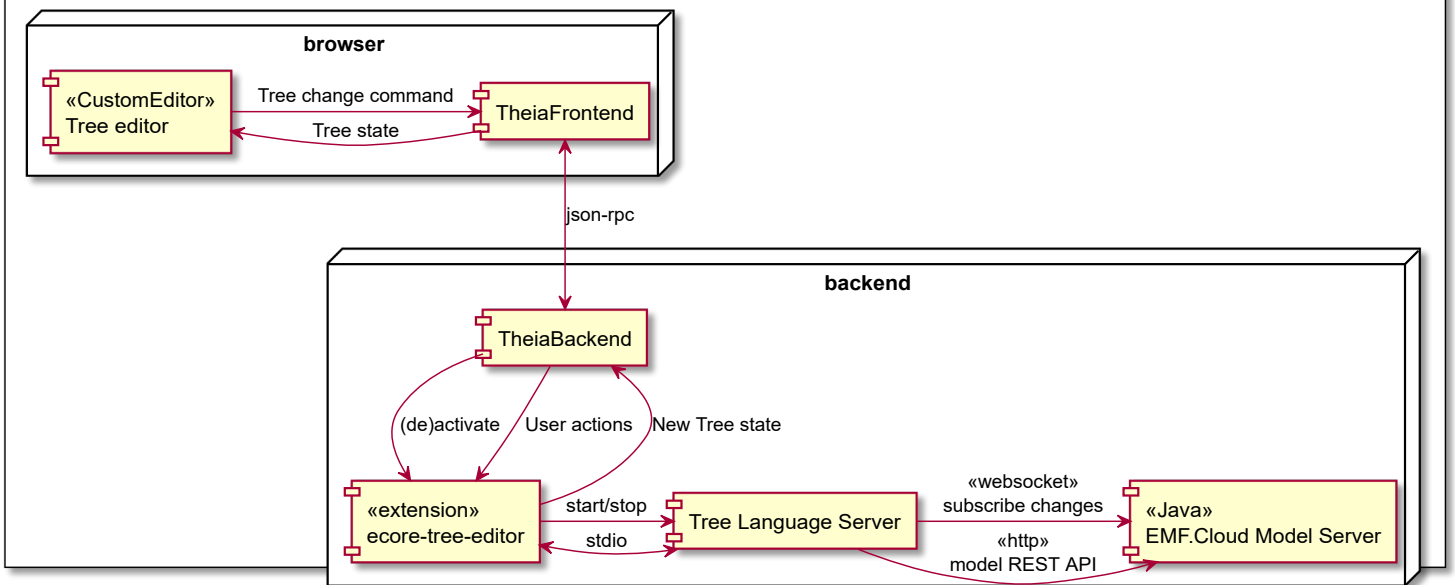 browser
«CustomEditor»
Tree editor
Tree change command
Tree state
TheiaFrontend
json-rpc
backend
TheiaBackend
(de)activate
User actions
New Tree state
«extension»
ecore-tree-editor
start/stop
stdio
Tree Language Server
«websocket»
subscribe changes
«http»
model REST API
«Java»
EMF.Cloud Model Server